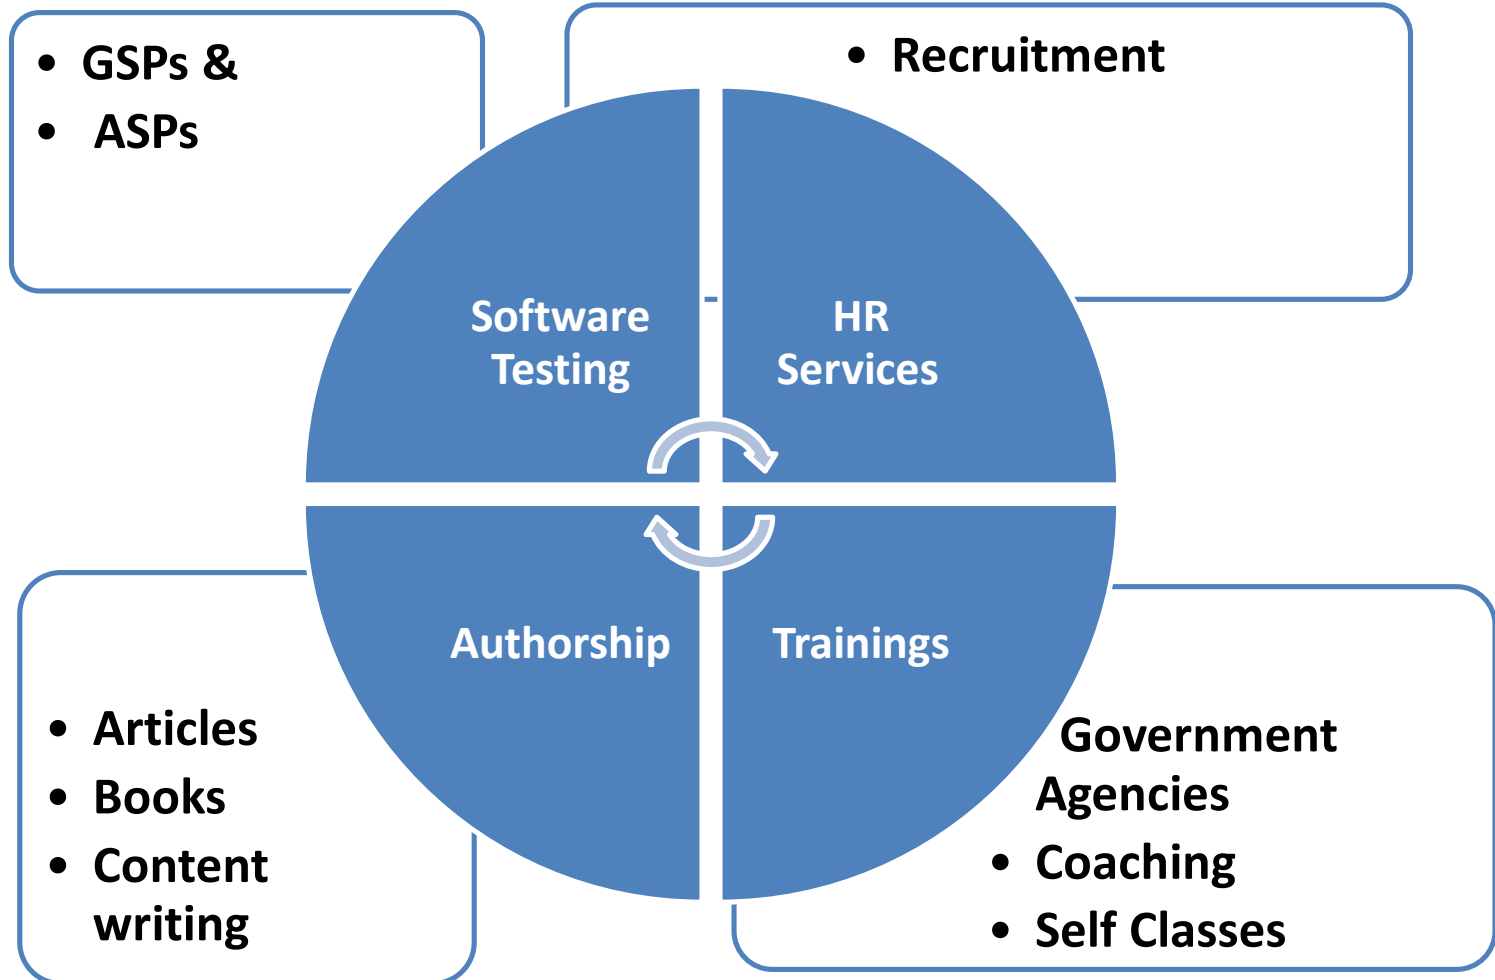 • GSPs &
• ASPs
• Recruitment
Software
Testing
HR
Services
Authorship
Trainings
• Articles
• Books
• Content
writing
Government
Agencies
• Coaching
• Self Classes